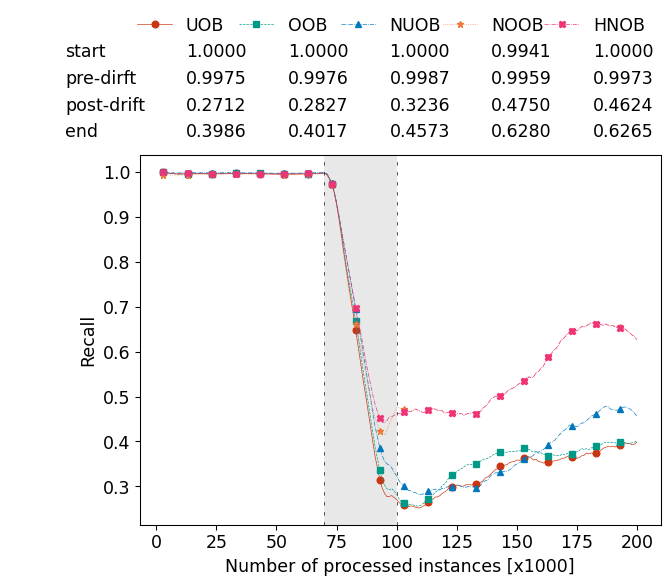 UOB OOB NUOB NOOB HNOB
start 1.0000 1.0000 1.0000 0.9941 1.0000
pre-dirft 0.9975 0.9976 0.9987 0.9959 0.9973
post-drift 0.2712 0.2827 0.3236 0.4750 0.4624
end 0.3986 0.4017 0.4573 0.6280 0.6265
1.0
0.9
0.8
0.7
0.6
0.5
0.4
0.3
Recall
0 25 50 75 100 125 150 175 200
Number of processed instances [x1000]